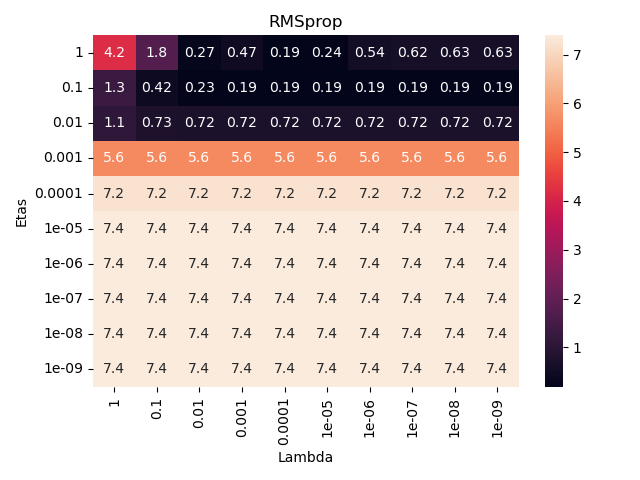 RMSprop
1 4.2 1.8 0.27 0.47 0.19 0.24 0.54 0.62 0.63 0.63
0.1 1.3 0.42 0.23 0.19 0.19 0.19 0.19 0.19 0.19 0.19
0.01 1.1 0.73 0.72 0.72 0.72 0.72 0.72 0.72 0.72 0.72
0.001 5.6 5.6 5.6 5.6 5.6 5.6 5.6 5.6 5.6 5.6
0.0001 7.2 7.2 7.2 7.2 7.2 7.2 7.2 7.2 7.2 7.2
1e-05 7.4 7.4 7.4 7.4 7.4 7.4 7.4 7.4 7.4 7.4
1e-06 7.4 7.4 7.4 7.4 7.4 7.4 7.4 7.4 7.4 7.4
1e-07 7.4 7.4 7.4 7.4 7.4 7.4 7.4 7.4 7.4 7.4
1e-08 7.4 7.4 7.4 7.4 7.4 7.4 7.4 7.4 7.4 7.4
1e-09 7.4 7.4 7.4 7.4 7.4 7.4 7.4 7.4 7.4 7.4
Etas
1 0.1 0.01 0.001 0.0001 1e-05 1e-06 1e-07 1e-08 1e-09
Lambda
7
6
5
4
3
2
1